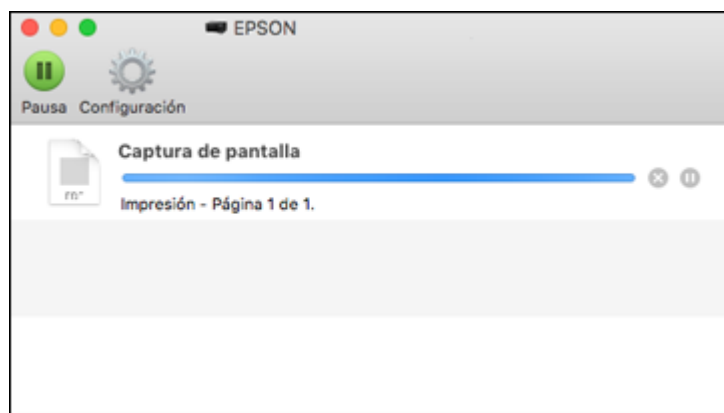 EPSON
Pausa Configuración
Captura de pantalla
Impresión - Página 1 de 1.